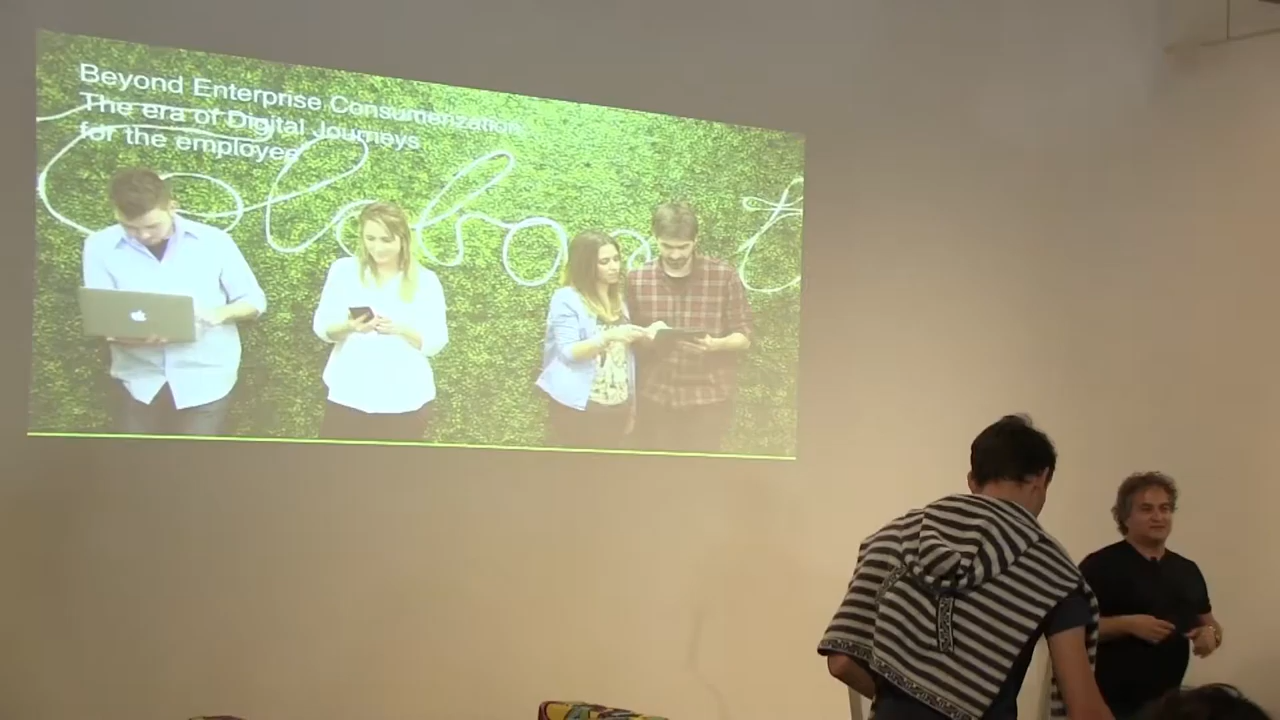 Beyond Enterprise Consumerization
The era of Digital Journeys
for the employee